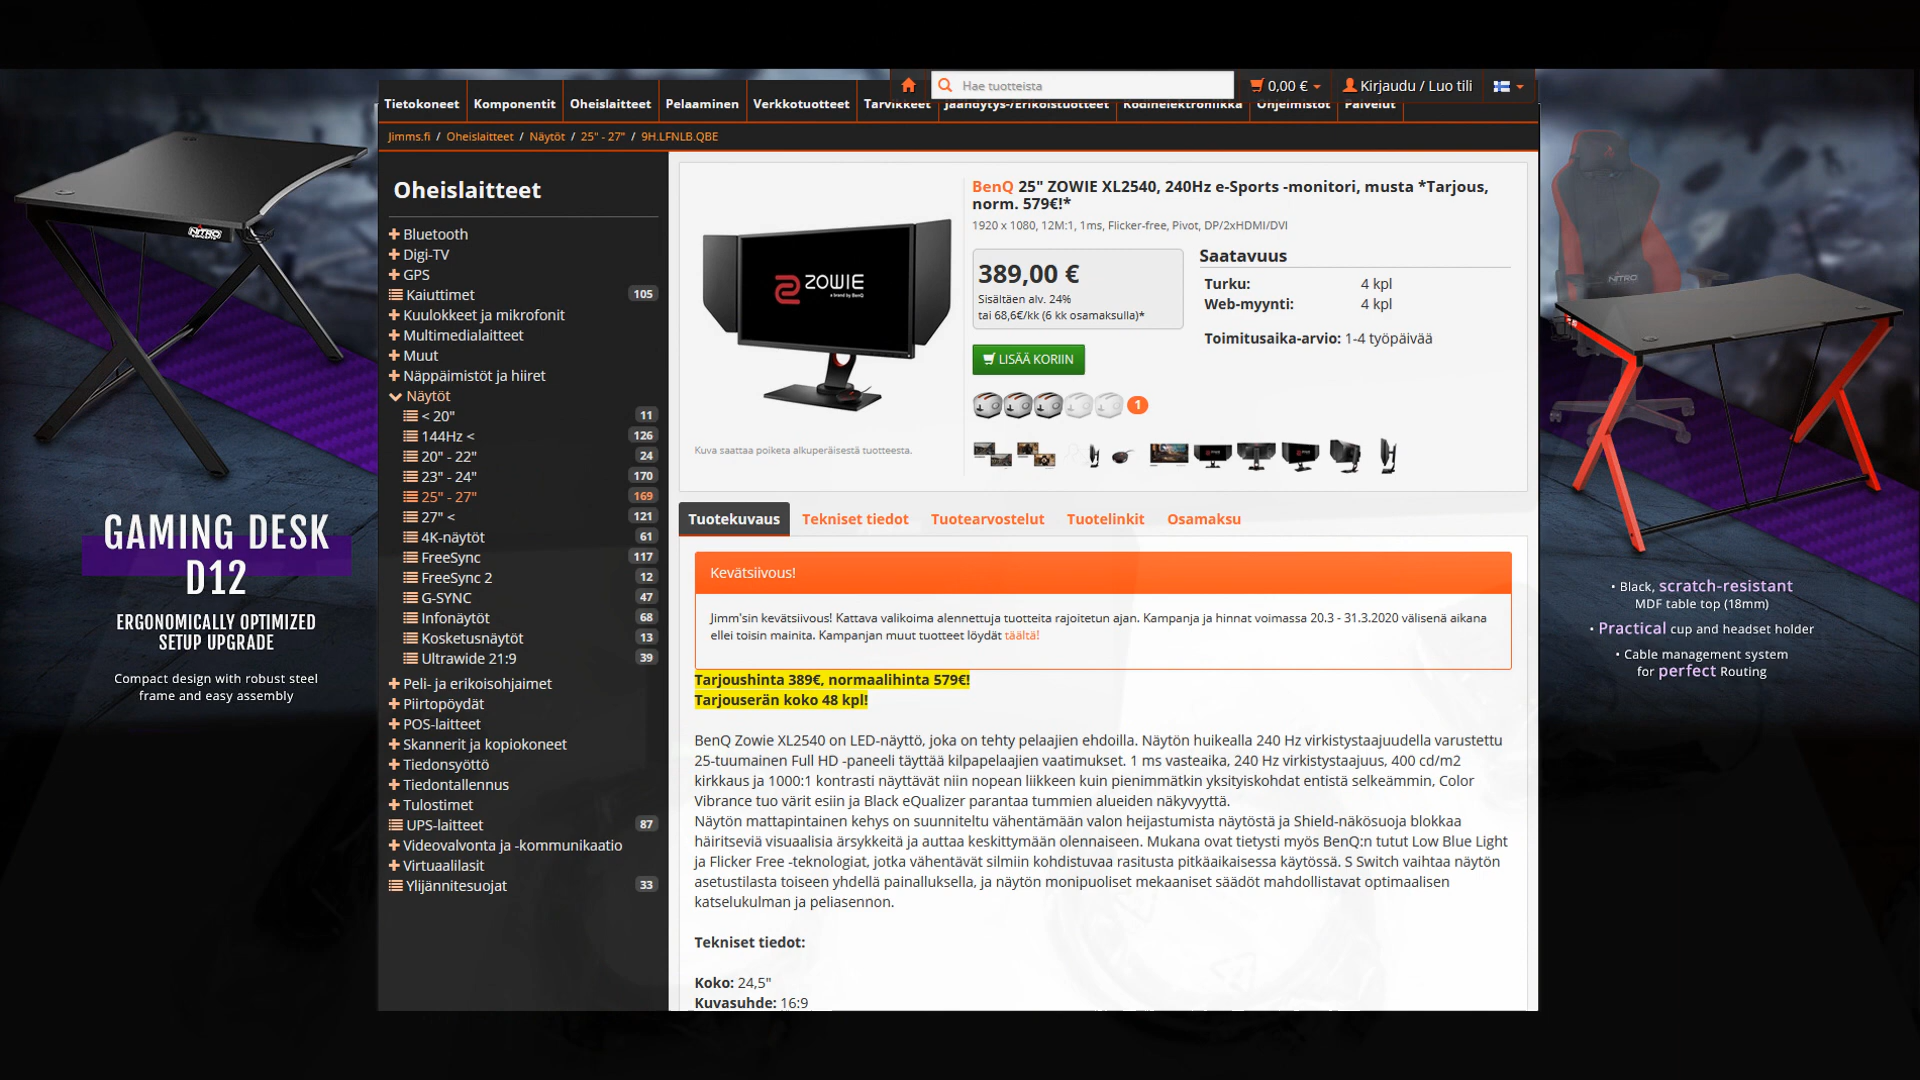 Hae tuotteista
0,00 €
Kirjaudu / Luo tili
Tietokoneet
Komponentit
Oheislaitteet
Pelaaminen
Verkkotuotteet
Tarvikkeet
Jäähdytys-/Erikoistuotteet
Kodinelektroniikka
Ohjelmistot
Palvelut
Jimms.fi / Oheislaitteet / Näytöt / 25" - 27" / 9H.LFNLB.QBE
Oheislaitteet
Bluetooth
Digi-TV
GPS
Kaiuttimet 105
Kuulokkeet ja mikrofonit
Multimedialaitteet
Muut
Näppäimistöt ja hiiret
Näytöt
< 20" 11
144Hz < 126
20" - 22" 24
23" - 24" 170
25" - 27" 169
27" < 121
4K-näytöt 61
FreeSync 117
FreeSync 2 12
G-SYNC 47
Infonäytöt 68
Kosketusnäytöt 13
Ultrawide 21:9 39
Peli- ja erikoisohjaimet
Piirtopöydät
POS-laitteet
Skannerit ja kopiokoneet
Tiedonsyöttö
Tiedontallennus
Tulostimet
UPS-laitteet 87
Videovalvonta ja -kommunikaatio
Virtuaalilasit
Ylijännitesuojat 33
ZOWIE
a brand by BenQ
Kuva saattaa poiketa alkuperäisestä tuotteesta.
BenQ 25" ZOWIE XL2540, 240Hz e-Sports -monitori, musta *Tarjous,
norm. 579€!*
1920 x 1080, 12M:1, 1ms, Flicker-free, Pivot, DP/2xHDMI/DVI
389,00 €
Sisältäen alv. 24%
tai 68,6€/kk (6 kk osamaksulla)*
Saatavuus
Turku: 4 kpl
Web-myynti: 4 kpl
Toimitusaika-arvio: 1-4 työpäivää
LISÄÄ KORIIN
1
Tuotekuvaus
Tekniset tiedot
Tuotearvostelut
Tuotelinkit
Osamaksu
Kevätsiivous!
Jimm'sin kevätsiivous! Kattava valikoima alennettuja tuotteita rajoitetun ajan. Kampanja ja hinnat voimassa 20.3 - 31.3.2020 välisenä aikana
ellei toisin mainita. Kampanjan muut tuotteet löydät täältä!
Tarjoushinta 389€, normaalihinta 579€!
Tarjouserän koko 48 kpl!
BenQ Zowie XL2540 on LED-näyttö, joka on tehty pelaajien ehdoilla. Näytön huikealla 240 Hz virkistystaajuudella varustettu
25-tuumainen Full HD -paneeli täyttää kilpapelaajien vaatimukset. 1 ms vasteaika, 240 Hz virkistystaajuus, 400 cd/m2
kirkkaus ja 1000:1 kontrasti näyttävät niin nopean liikkeen kuin pienimmätkin yksityiskohdat entistä selkeämmin, Color
Vibrance tuo värit esiin ja Black eQualizer parantaa tummien alueiden näkyvyyttä.
Näytön mattapintainen kehys on suunniteltu vähentämään valon heijastumista näytöstä ja Shield-näkösuoja blokkaa
häiritseviä visuaalisia ärsykkeitä ja auttaa keskittymään olennaiseen. Mukana ovat tietysti myös BenQ:n tutut Low Blue Light
ja Flicker Free -teknologiat, jotka vähentävät silmiin kohdistuvaa rasitusta pitkäaikaisessa käytössä. S Switch vaihtaa näytön
asetustilasta toiseen yhdellä painalluksella, ja näytön monipuoliset mekaaniset säädöt mahdollistavat optimaalisen
katselukulman ja peliasennon.
Tekniset tiedot:
Koko: 24,5"
Kuvasuhde: 16:9
NITRO
GAMING DESK
D12
ERGONOMICALLY OPTIMIZED
SETUP UPGRADE
Compact design with robust steel
frame and easy assembly
NITRO
• Black, scratch-resistant
MDF table top (18mm)
• Practical cup and headset holder
• Cable management system
for perfect Routing